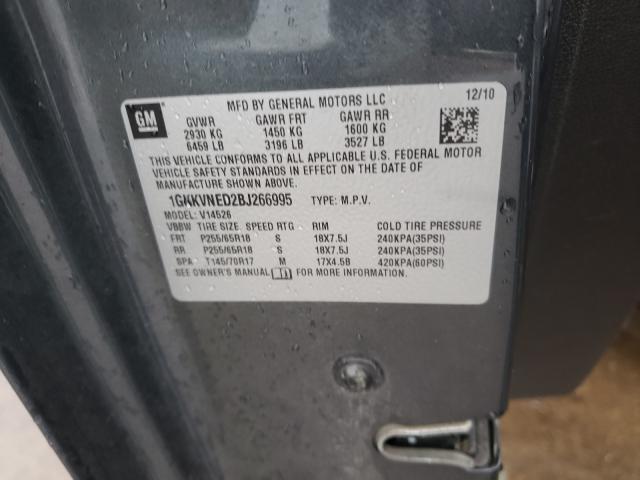 GM
MFD BY GENERAL MOTORS LLC 12/10
GVWR GAWR FRT GAWR RR
2930 KG 1450 KG 1600 KG
6459 LB 3196 LB 3527 LB
THIS VEHICLE CONFORMS TO ALL APPLICABLE U.S. FEDERAL MOTOR
VEHICLE SAFETY STANDARDS IN EFFECT ON THE DATE OF
MANUFACTURE SHOWN ABOVE.
1GKKVNED2BJ266995 TYPE: M.P.V.
MODEL: V14526
VBBW TIRE SIZE SPEED RTG RIM COLD TIRE PRESSURE
FRT P255/65R18 S 18X7.5J 240KPA(35PSI)
RR P255/65R18 S 18X7.5J 240KPA(35PSI)
SPA T145/70R17 M 17X4.5B 420KPA(60PSI)
SEE OWNER'S MANUAL FOR MORE INFORMATION.